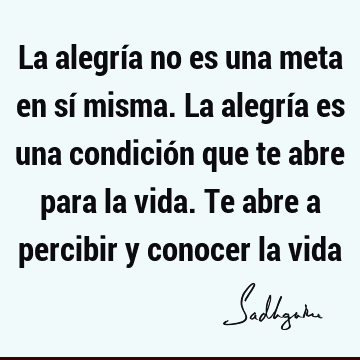 La alegría no es una meta
en sí misma. La alegría es
una condición que te abre
para la vida. Te abre a
percibir y conocer la vida
Sadhguru